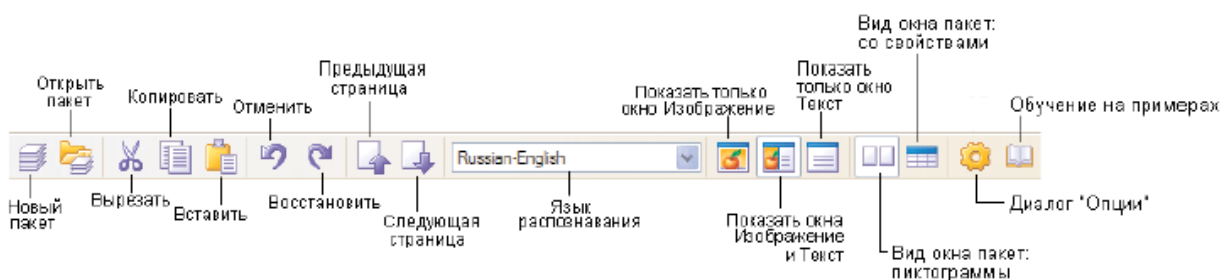 Вид окна пакет:
со свойствами
Открыть
пакет
Копировать
Отменить
Предыдущая
страница
Показать только
окно Изображение
Показать
только окно
Текст
Обучение на примерах
Russian-English
Новый
пакет
Вырезать
Вставить
Восстановить
Следующая
страница
Язык
распознавания
Показать окна
Изображение
и Текст
Вид окна пакет:
пиктограммы
Диалог "Опции"